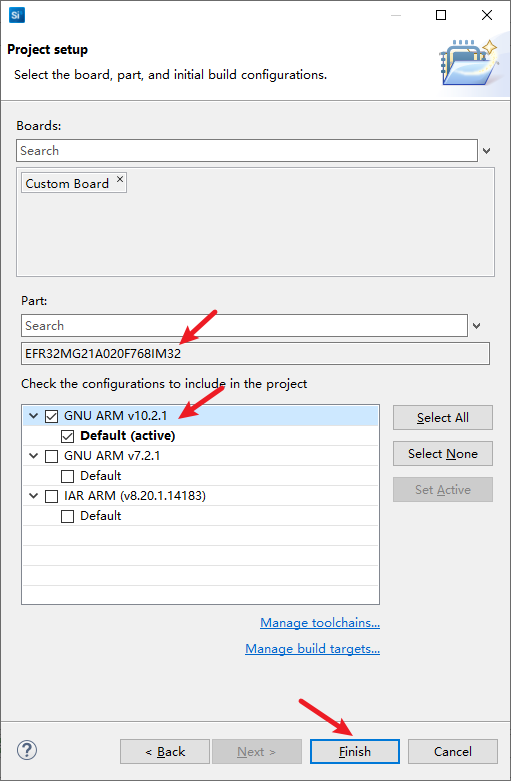 Si
Project setup
Select the board, part, and initial build configurations.
Boards:
Search
Custom Board
Part:
Search
EFR32MG21A020F768IM32
Check the configurations to include in the project
GNU ARM v10.2.1
Select All
Default (active)
GNU ARM v7.2.1
Select None
Default
IAR ARM (v8.20.1.14183)
Set Active
Default
Manage toolchains...
Manage build targets...
? < Back Next > Finish Cancel